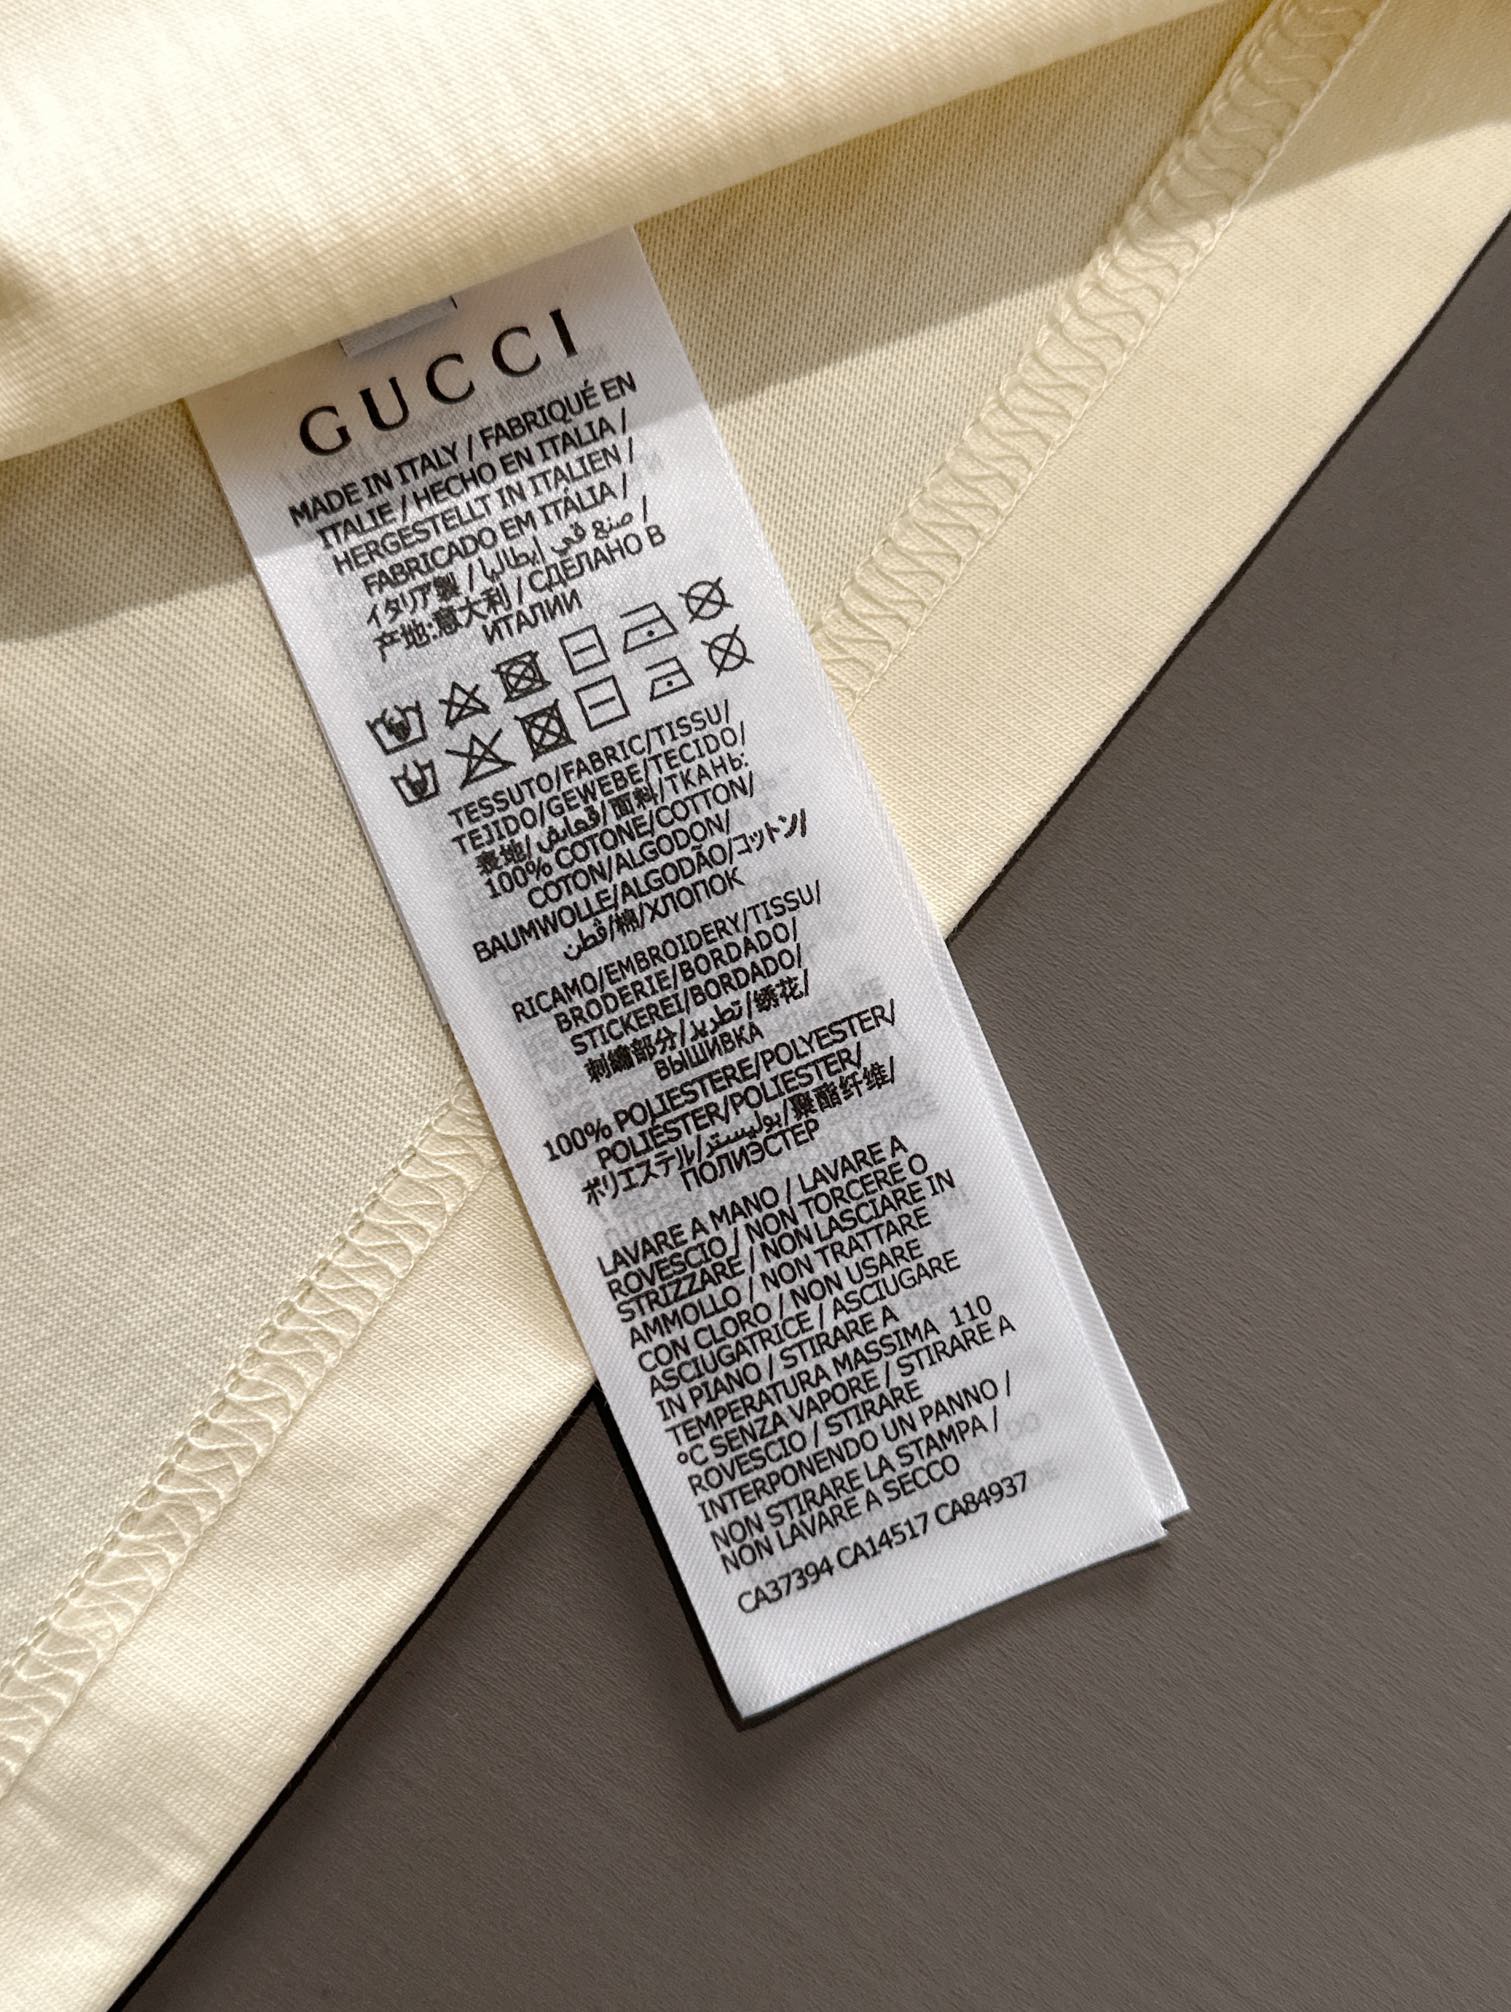 GUCCI
MADE IN ITALY / FABRIQUÉ EN
ITALIE / HECHO EN ITALIA /
HERGESTELLT IN ITALIEN /
FABRICADO EM ITÁLIA /
イタリア製 / صنع في إيطاليا /
产地:意大利 / СДЕЛАНО В
ИТАЛИИ
TESSUTO/FABRIC/TISSU/
TEJIDO/GEWEBE/TECIDO/
表地/قماش/面料/ТКАНЬ:
100% COTONE/COTTON/
COTON/ALGODON/
BAUMWOLLE/ALGODÃO/コットン/
قطن/棉/ХЛОПОК
RICAMO/EMBROIDERY/TISSU/
BRODERIE/BORDADO/
STICKEREI/BORDADO/
刺繍部分/تطريز/绣花/
ВЫШИВКА
100% POLIESTERE/POLYESTER/
POLIÉSTER/POLIESTER/
ポリエステル/بوليستر/聚酯纤维/
ПОЛИЭСТЕР
LAVARE A MANO / LAVARE A
ROVESCIO / NON TORCERE O
STRIZZARE / NON LASCIARE IN
AMMOLLO / NON TRATTARE
CON CLORO / NON USARE
ASCIUGATRICE / ASCIUGARE
IN PIANO / STIRARE A
TEMPERATURA MASSIMA 110
°C SENZA VAPORE / STIRARE A
ROVESCIO / STIRARE
INTERPONENDO UN PANNO /
NON STIRARE LA STAMPA /
NON LAVARE A SECCO
CA37394 CA14517 CA84937